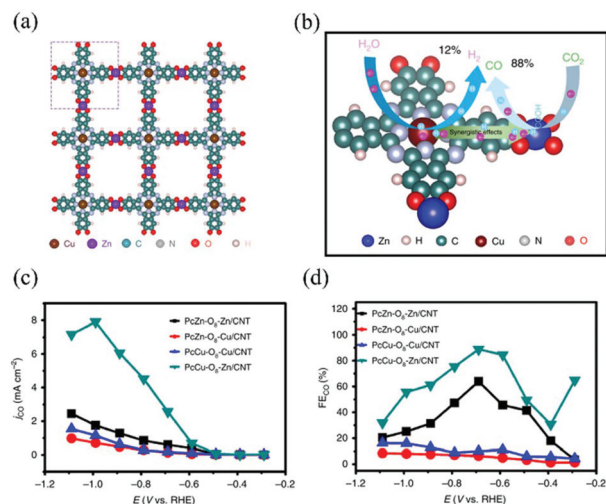 (a)
Cu Zn C N O H
(b)
H₂O
12%
H₂
CO
88%
CO₂
OH
Synergistic effects
Zn H C Cu N O
(c)
8
6
4
2
0
j_CO (mA cm⁻²)
PcZn-O₈-Zn/CNT
PcZn-O₈-Cu/CNT
PcCu-O₈-Cu/CNT
PcCu-O₈-Zn/CNT
−1.2 −1.0 −0.8 −0.6 −0.4 −0.2
E (V vs. RHE)
(d)
120
100
80
60
40
20
0
FE_CO (%)
PcZn-O₈-Zn/CNT
PcZn-O₈-Cu/CNT
PcCu-O₈-Cu/CNT
PcCu-O₈-Zn/CNT
−1.2 −1.0 −0.8 −0.6 −0.4 −0.2
E (V vs. RHE)